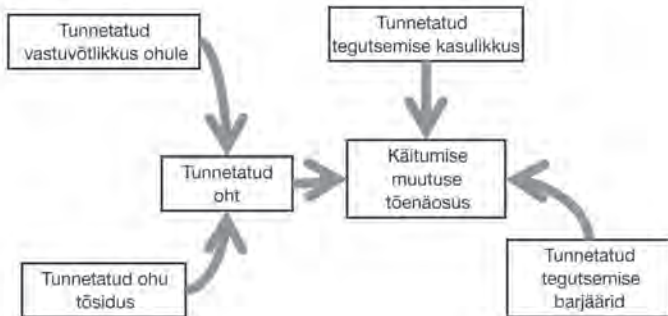 Tunnetatud
vastuvõtlikkus ohule
Tunnetatud
tegutsemise kasulikkus
Tunnetatud
oht
Käitumise
muutuse
tõenäosus
Tunnetatud ohu
tõsidus
Tunnetatud
tegutsemise
barjäärid